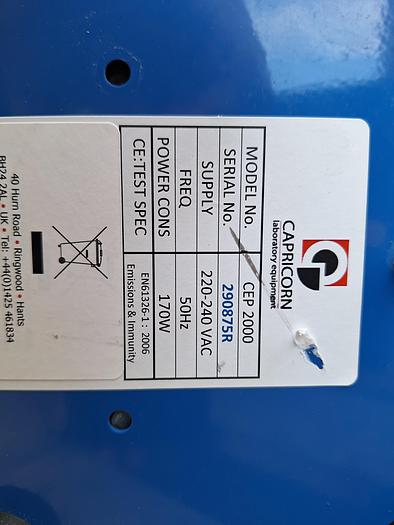 CAPRICORN
laboratory equipment
MODEL No. CEP 2000
SERIAL No. 290875R
SUPPLY 220-240 VAC
FREQ 50Hz
POWER CONS 170W
CE:TEST SPEC EN61326-1 : 2006
Emissions & Immunity
40 Hurn Road • Ringwood • Hants
BH24 2AL • UK • Tel: +44(0)1425 461834